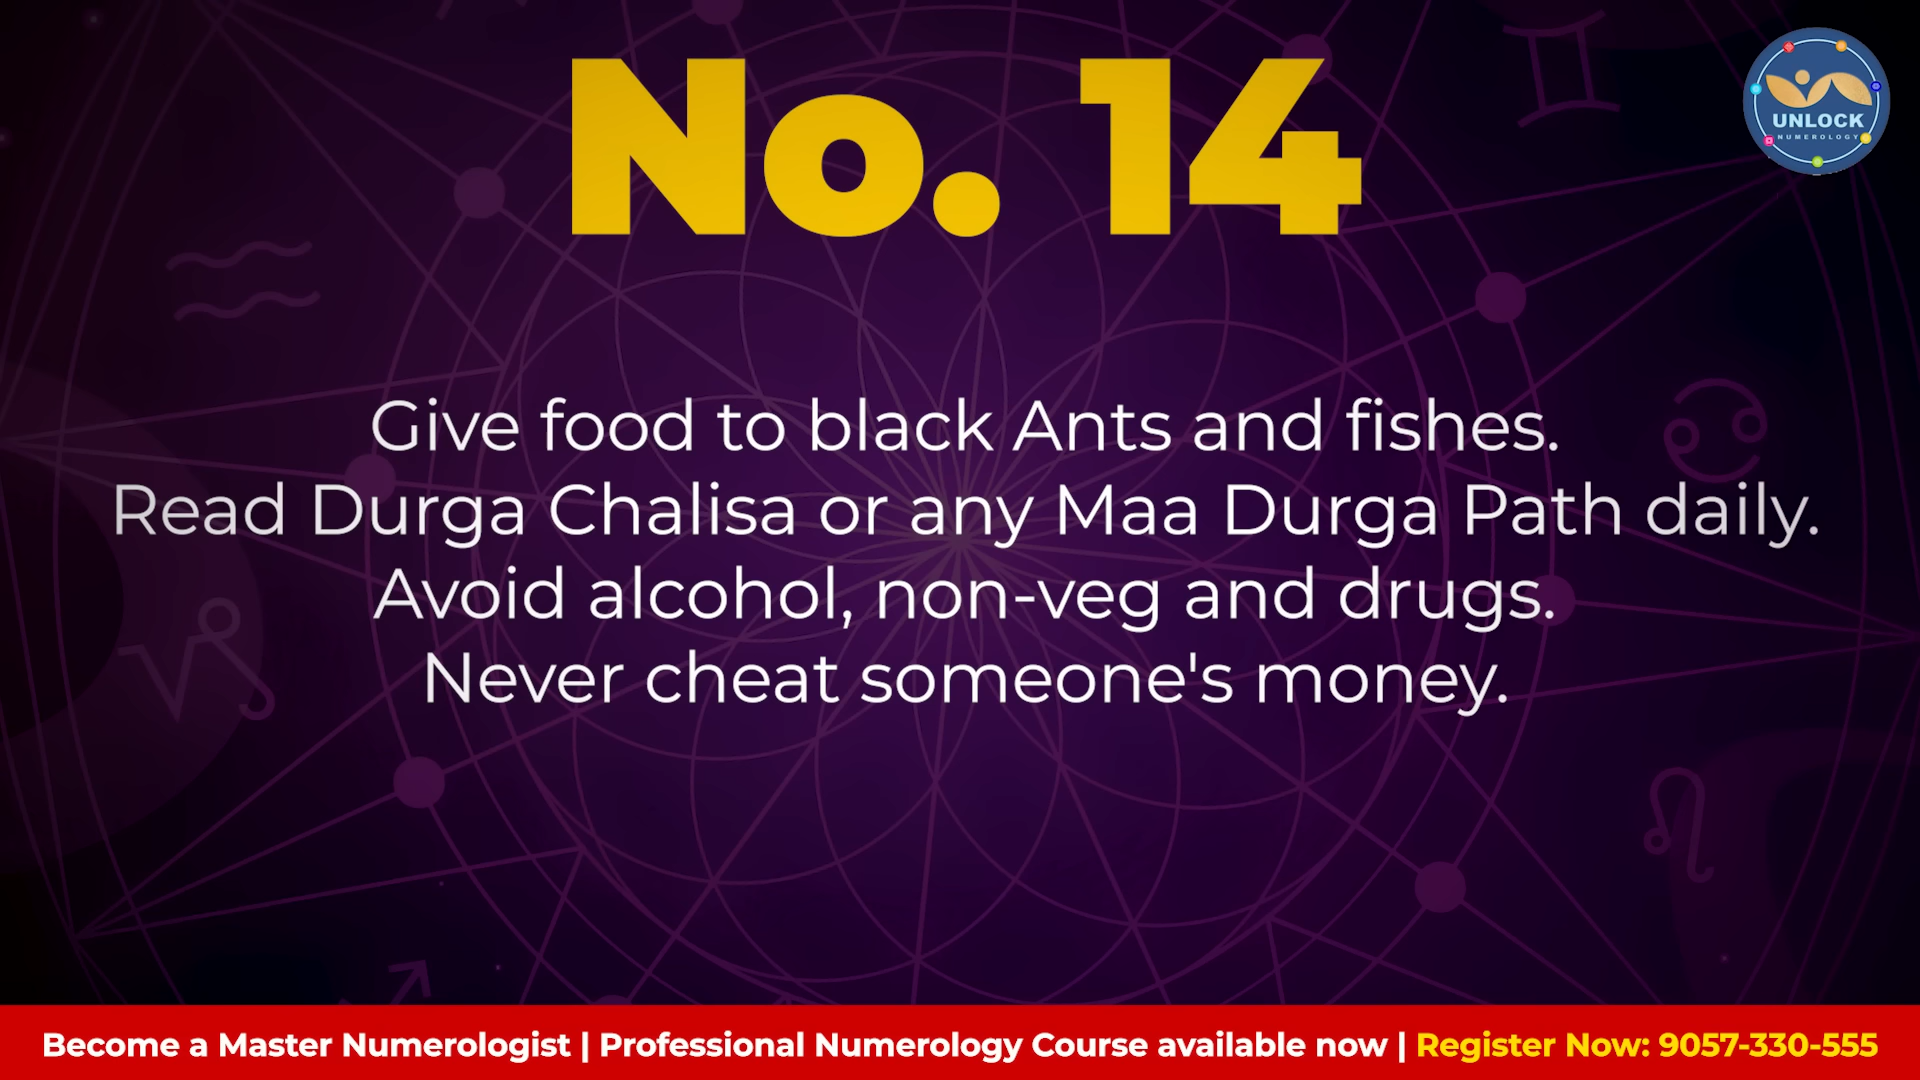 No. 14
UNLOCK
NUMEROLOGY
Give food to black Ants and fishes.
Read Durga Chalisa or any Maa Durga Path daily.
Avoid alcohol, non-veg and drugs.
Never cheat someone's money.
Become a Master Numerologist | Professional Numerology Course available now | Register Now: 9057-330-555